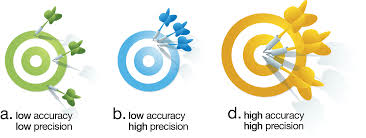 a. low accuracy
low precision
b. low accuracy
high precision
d. high accuracy
high precision